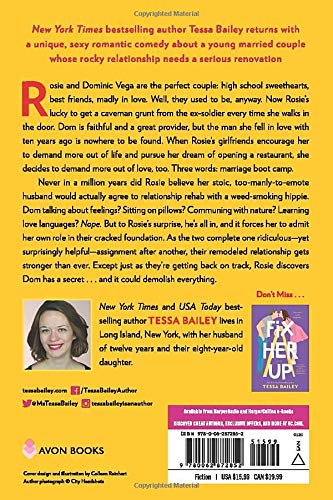 New York Times bestselling author Tessa Bailey returns with
a unique, sexy romantic comedy about a young married couple
whose rocky relationship needs a serious renovation
Rosie and Dominic Vega are the perfect couple: high school sweethearts,
best friends, madly in love. Well, they used to be, anyway. Now Rosie's
lucky to get a caveman grunt from the ex-soldier every time she walks
in the door. Dom is faithful and a great provider, but the man she fell in love with
ten years ago is nowhere to be found. When Rosie's girlfriends encourage her to
demand more out of life and pursue her dream of opening a restaurant, she
decides to demand more out of love, too. Three words: marriage boot camp.
Never in a million years did Rosie believe her stoic, too-manly-to-emote
husband would actually agree to relationship rehab with a weed-smoking hippie.
Dom talking about feelings? Sitting on pillows? Communing with nature? Learning
love languages? Nope. But to Rosie's surprise, he's all in, and it forces her to admit
her own role in their cracked foundation. As the two complete one ridiculous—yet
surprisingly helpful—assignment after another, their remodeled relationship gets
stronger than ever. Except just as they're getting back on track, Rosie discovers
Dom has a secret . . . and it could demolish everything.
New York Times and USA Today best-
selling author TESSA BAILEY lives in
Long Island, New York, with her husband
of twelve years and their eight-year-old
daughter.
Don't Miss . . .
FIX
HER
UP
TESSA BAILEY
tessabailey.com
/TessaBaileyAuthor
@MsTessaBailey
tessabaileyisanauthor
Available from HarperAudio and HarperCollins e-books
DISCOVER GREAT AUTHORS, EXCLUSIVE OFFERS, AND MORE AT HC.COM.
ISBN 978-0-06-287285-2
51599
9 780062 872852
AVON BOOKS
Cover design and illustration by Colleen Reinhart
Author photograph © City Headshots
Fiction
USA $15.99 CAN $19.99